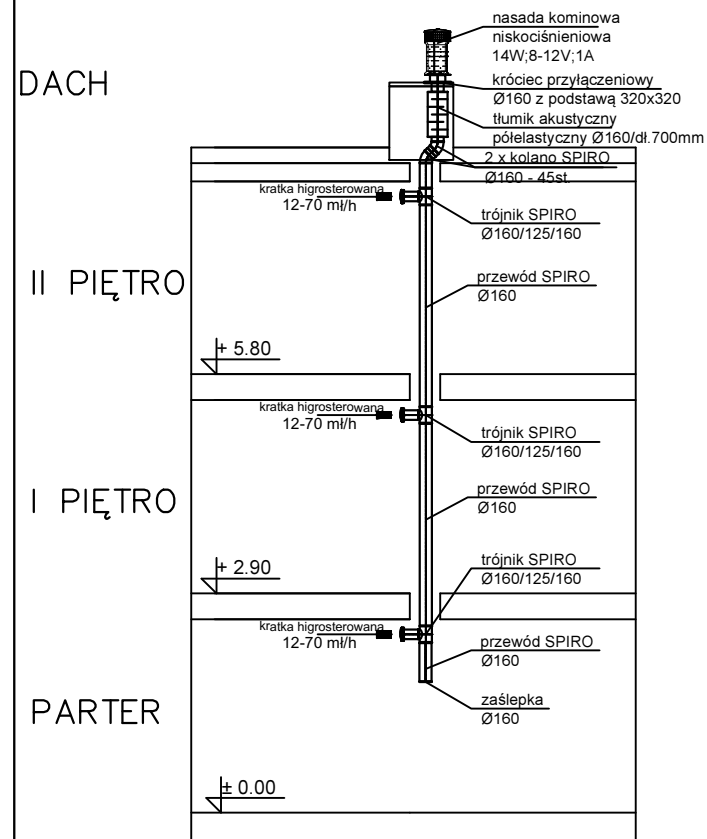 nasada kominowa
niskociśnieniowa
14W;8-12V;1A
DACH
króciec przyłączeniowy
Ø160 z podstawą 320x320
tłumik akustyczny
półelastyczny Ø160/dł.700mm
2 x kolano SPIRO
Ø160 - 45st.
kratka higrosterowana
12-70 mł/h
trójnik SPIRO
Ø160/125/160
II PIĘTRO
przewód SPIRO
Ø160
+ 5.80
kratka higrosterowana
12-70 mł/h
trójnik SPIRO
Ø160/125/160
I PIĘTRO
przewód SPIRO
Ø160
+ 2.90
trójnik SPIRO
Ø160/125/160
kratka higrosterowana
12-70 mł/h
przewód SPIRO
Ø160
PARTER
zaślepka
Ø160
± 0.00